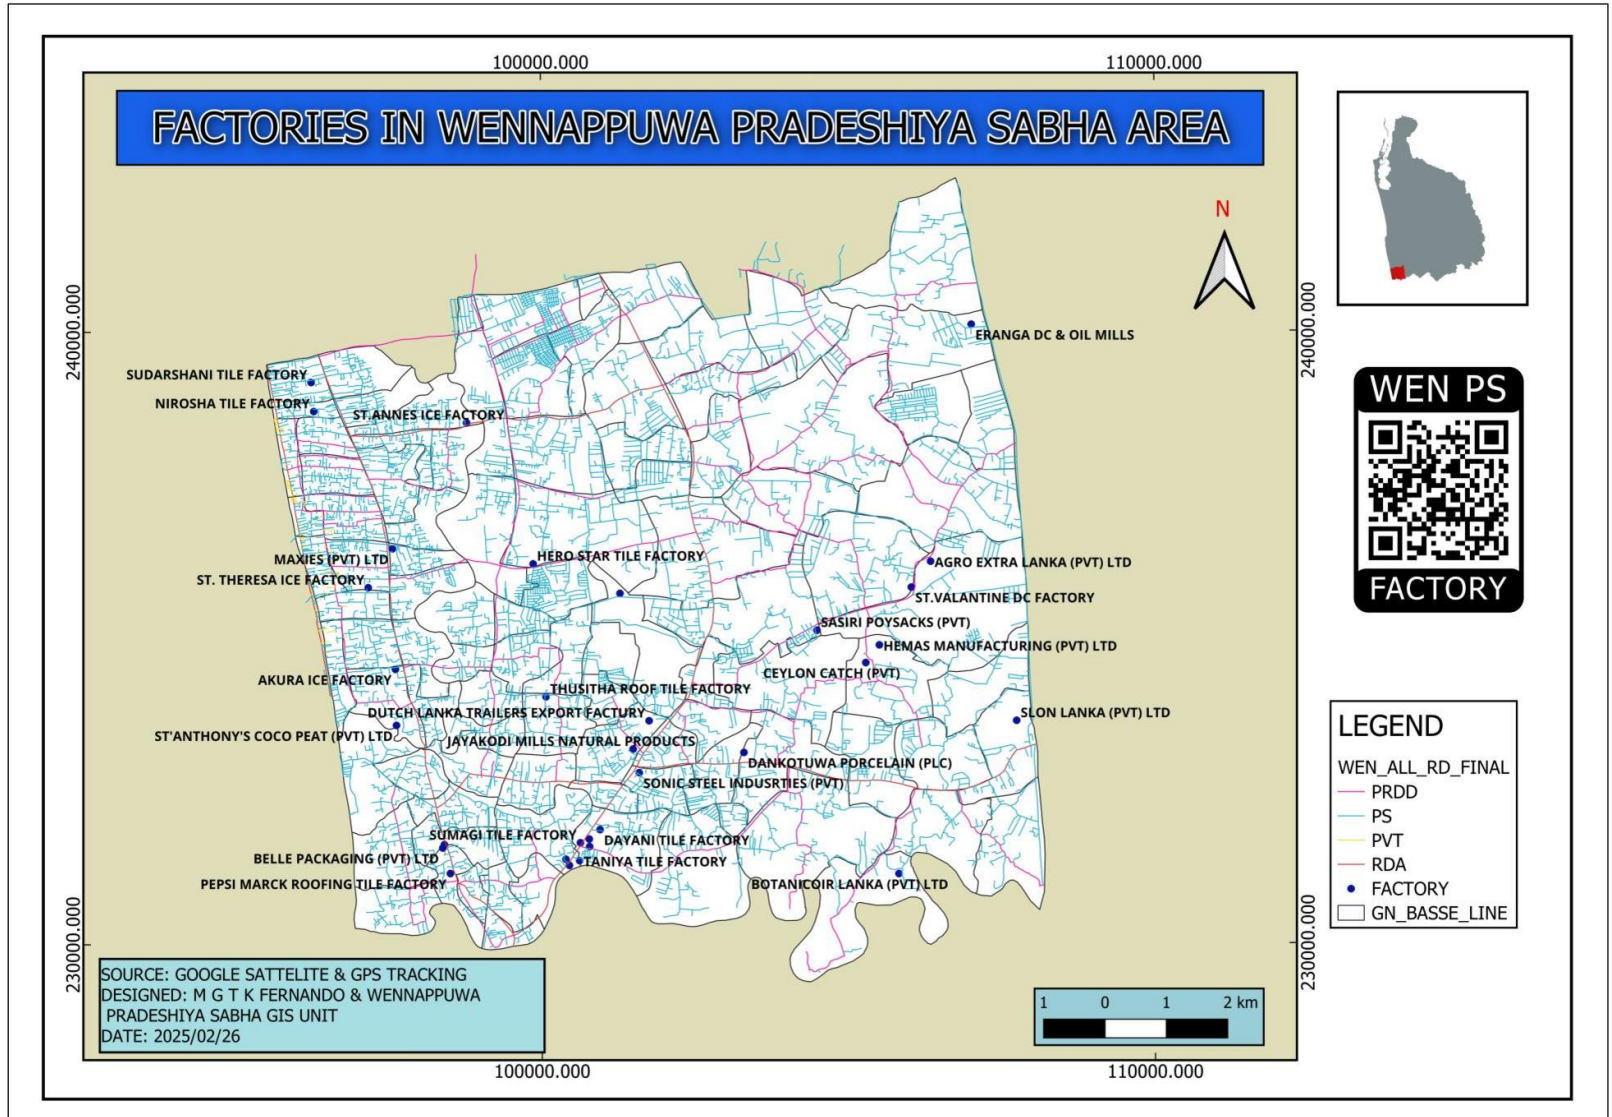 100000.000
110000.000
FACTORIES IN WENNAPPUWA PRADESHIYA SABHA AREA
N
240000.000
240000.000
ERANGA DC & OIL MILLS
SUDARSHANI TILE FACTORY
NIROSHA TILE FACTORY
ST.ANNES ICE FACTORY
MAXIES (PVT) LTD
HERO STAR TILE FACTORY
AGRO EXTRA LANKA (PVT) LTD
ST. THERESA ICE FACTORY
ST.VALANTINE DC FACTORY
SASIRI POYSACKS (PVT)
HEMAS MANUFACTURING (PVT) LTD
CEYLON CATCH (PVT)
AKURA ICE FACTORY
THUSITHA ROOF TILE FACTORY
DUTCH LANKA TRAILERS EXPORT FACTURY
SLON LANKA (PVT) LTD
ST'ANTHONY'S COCO PEAT (PVT) LTD
JAYAKODI MILLS NATURAL PRODUCTS
DANKOTUWA PORCELAIN (PLC)
SONIC STEEL INDUSRTIES (PVT)
SUMAGI TILE FACTORY
DAYANI TILE FACTORY
BELLE PACKAGING (PVT) LTD
TANIYA TILE FACTORY
PEPSI MARCK ROOFING TILE FACTORY
BOTANICOIR LANKA (PVT) LTD
230000.000
230000.000
SOURCE: GOOGLE SATTELITE & GPS TRACKING
DESIGNED: M G T K FERNANDO & WENNAPPUWA
PRADESHIYA SABHA GIS UNIT
DATE: 2025/02/26
1 0 1 2 km
100000.000
110000.000
WEN PS
FACTORY
LEGEND
WEN_ALL_RD_FINAL
PRDD
PS
PVT
RDA
FACTORY
GN_BASSE_LINE